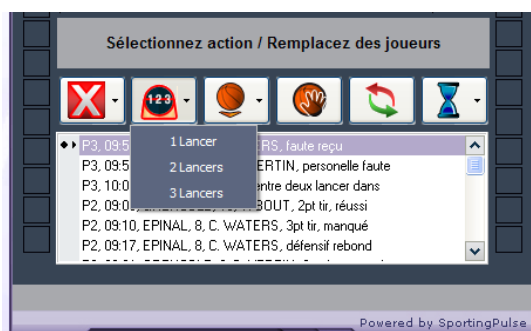 Sélectionnez action / Remplacez des joueurs
123
1 Lancer
2 Lancers
3 Lancers
P3, 09:5 ERS, faute reçu
P3, 09:5 ERTIN, personelle faute
P3, 10:0 entre deux lancer dans
P2, 09:0 BOUT, 2pt tir, réussi
P2, 09:10, EPINAL, 8, C. WATERS, 3pt tir, manqué
P2, 09:17, EPINAL, 8, C. WATERS, défensif rebond
Powered by SportingPulse